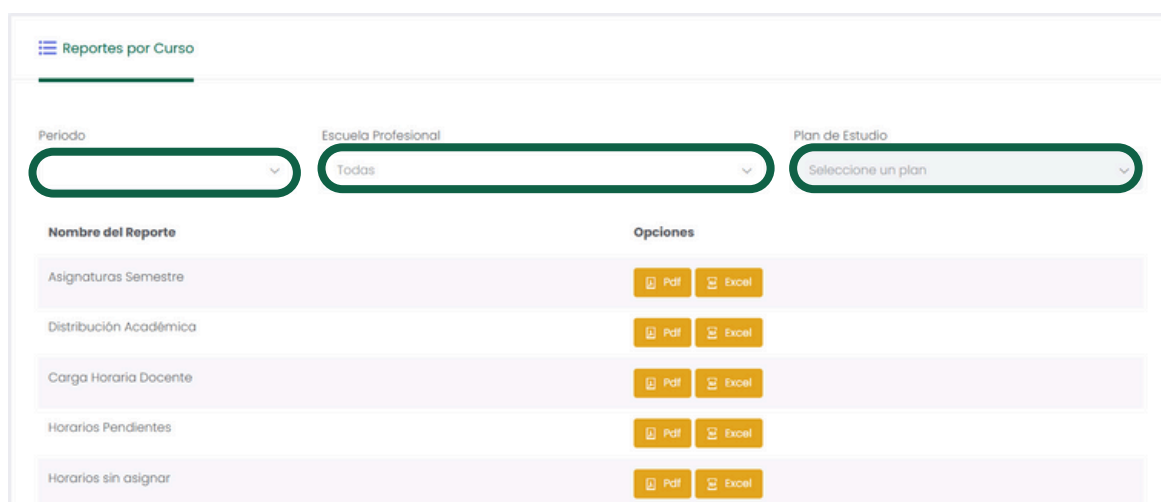 Reportes por Curso
Periodo Escuela Profesional Plan de Estudio
Todas Seleccione un plan
Nombre del Reporte Opciones
Asignaturas Semestre Pdf Excel
Distribución Académica Pdf Excel
Carga Horaria Docente Pdf Excel
Horarios Pendientes Pdf Excel
Horarios sin asignar Pdf Excel